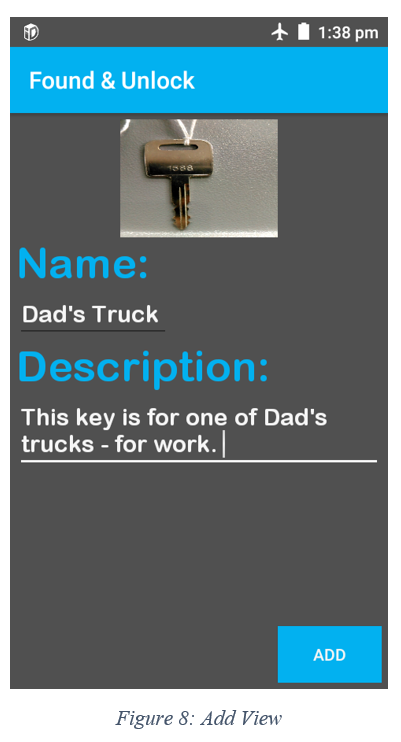 1:38 pm
Found & Unlock
1568
Name:
Dad's Truck
Description:
This key is for one of Dad's
trucks - for work.
ADD
Figure 8: Add View